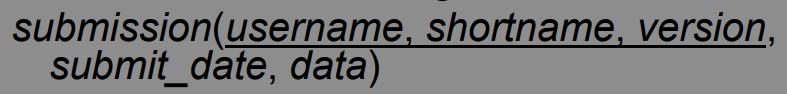 submission(username, shortname, version,
submit_date, data)